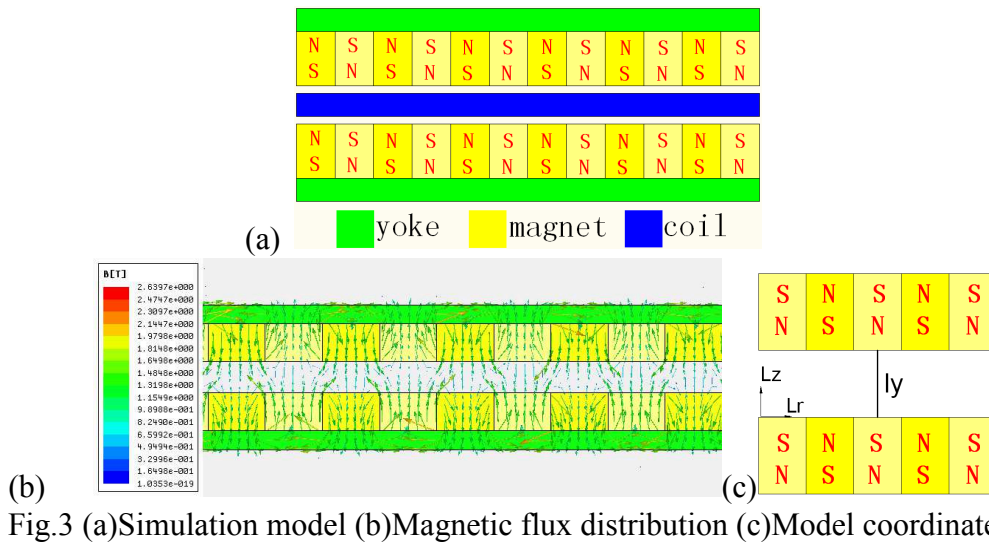 N S N S N S N S N S N S
S N S N S N S N S N S N
N S N S N S N S N S N S
S N S N S N S N S N S N
yoke magnet coil
(a)
B[T]
2.6397e+000
2.4747e+000
2.3097e+000
2.1447e+000
1.9798e+000
1.8148e+000
1.6498e+000
1.4848e+000
1.3198e+000
1.1549e+000
9.8988e-001
8.2490e-001
6.5992e-001
4.9494e-001
3.2996e-001
1.6498e-001
1.0353e-019
(b)
S N S N S
N S N S N
Lz
Lr
ly
S N S N S
N S N S N
(c)
Fig.3 (a)Simulation model (b)Magnetic flux distribution (c)Model coordinate